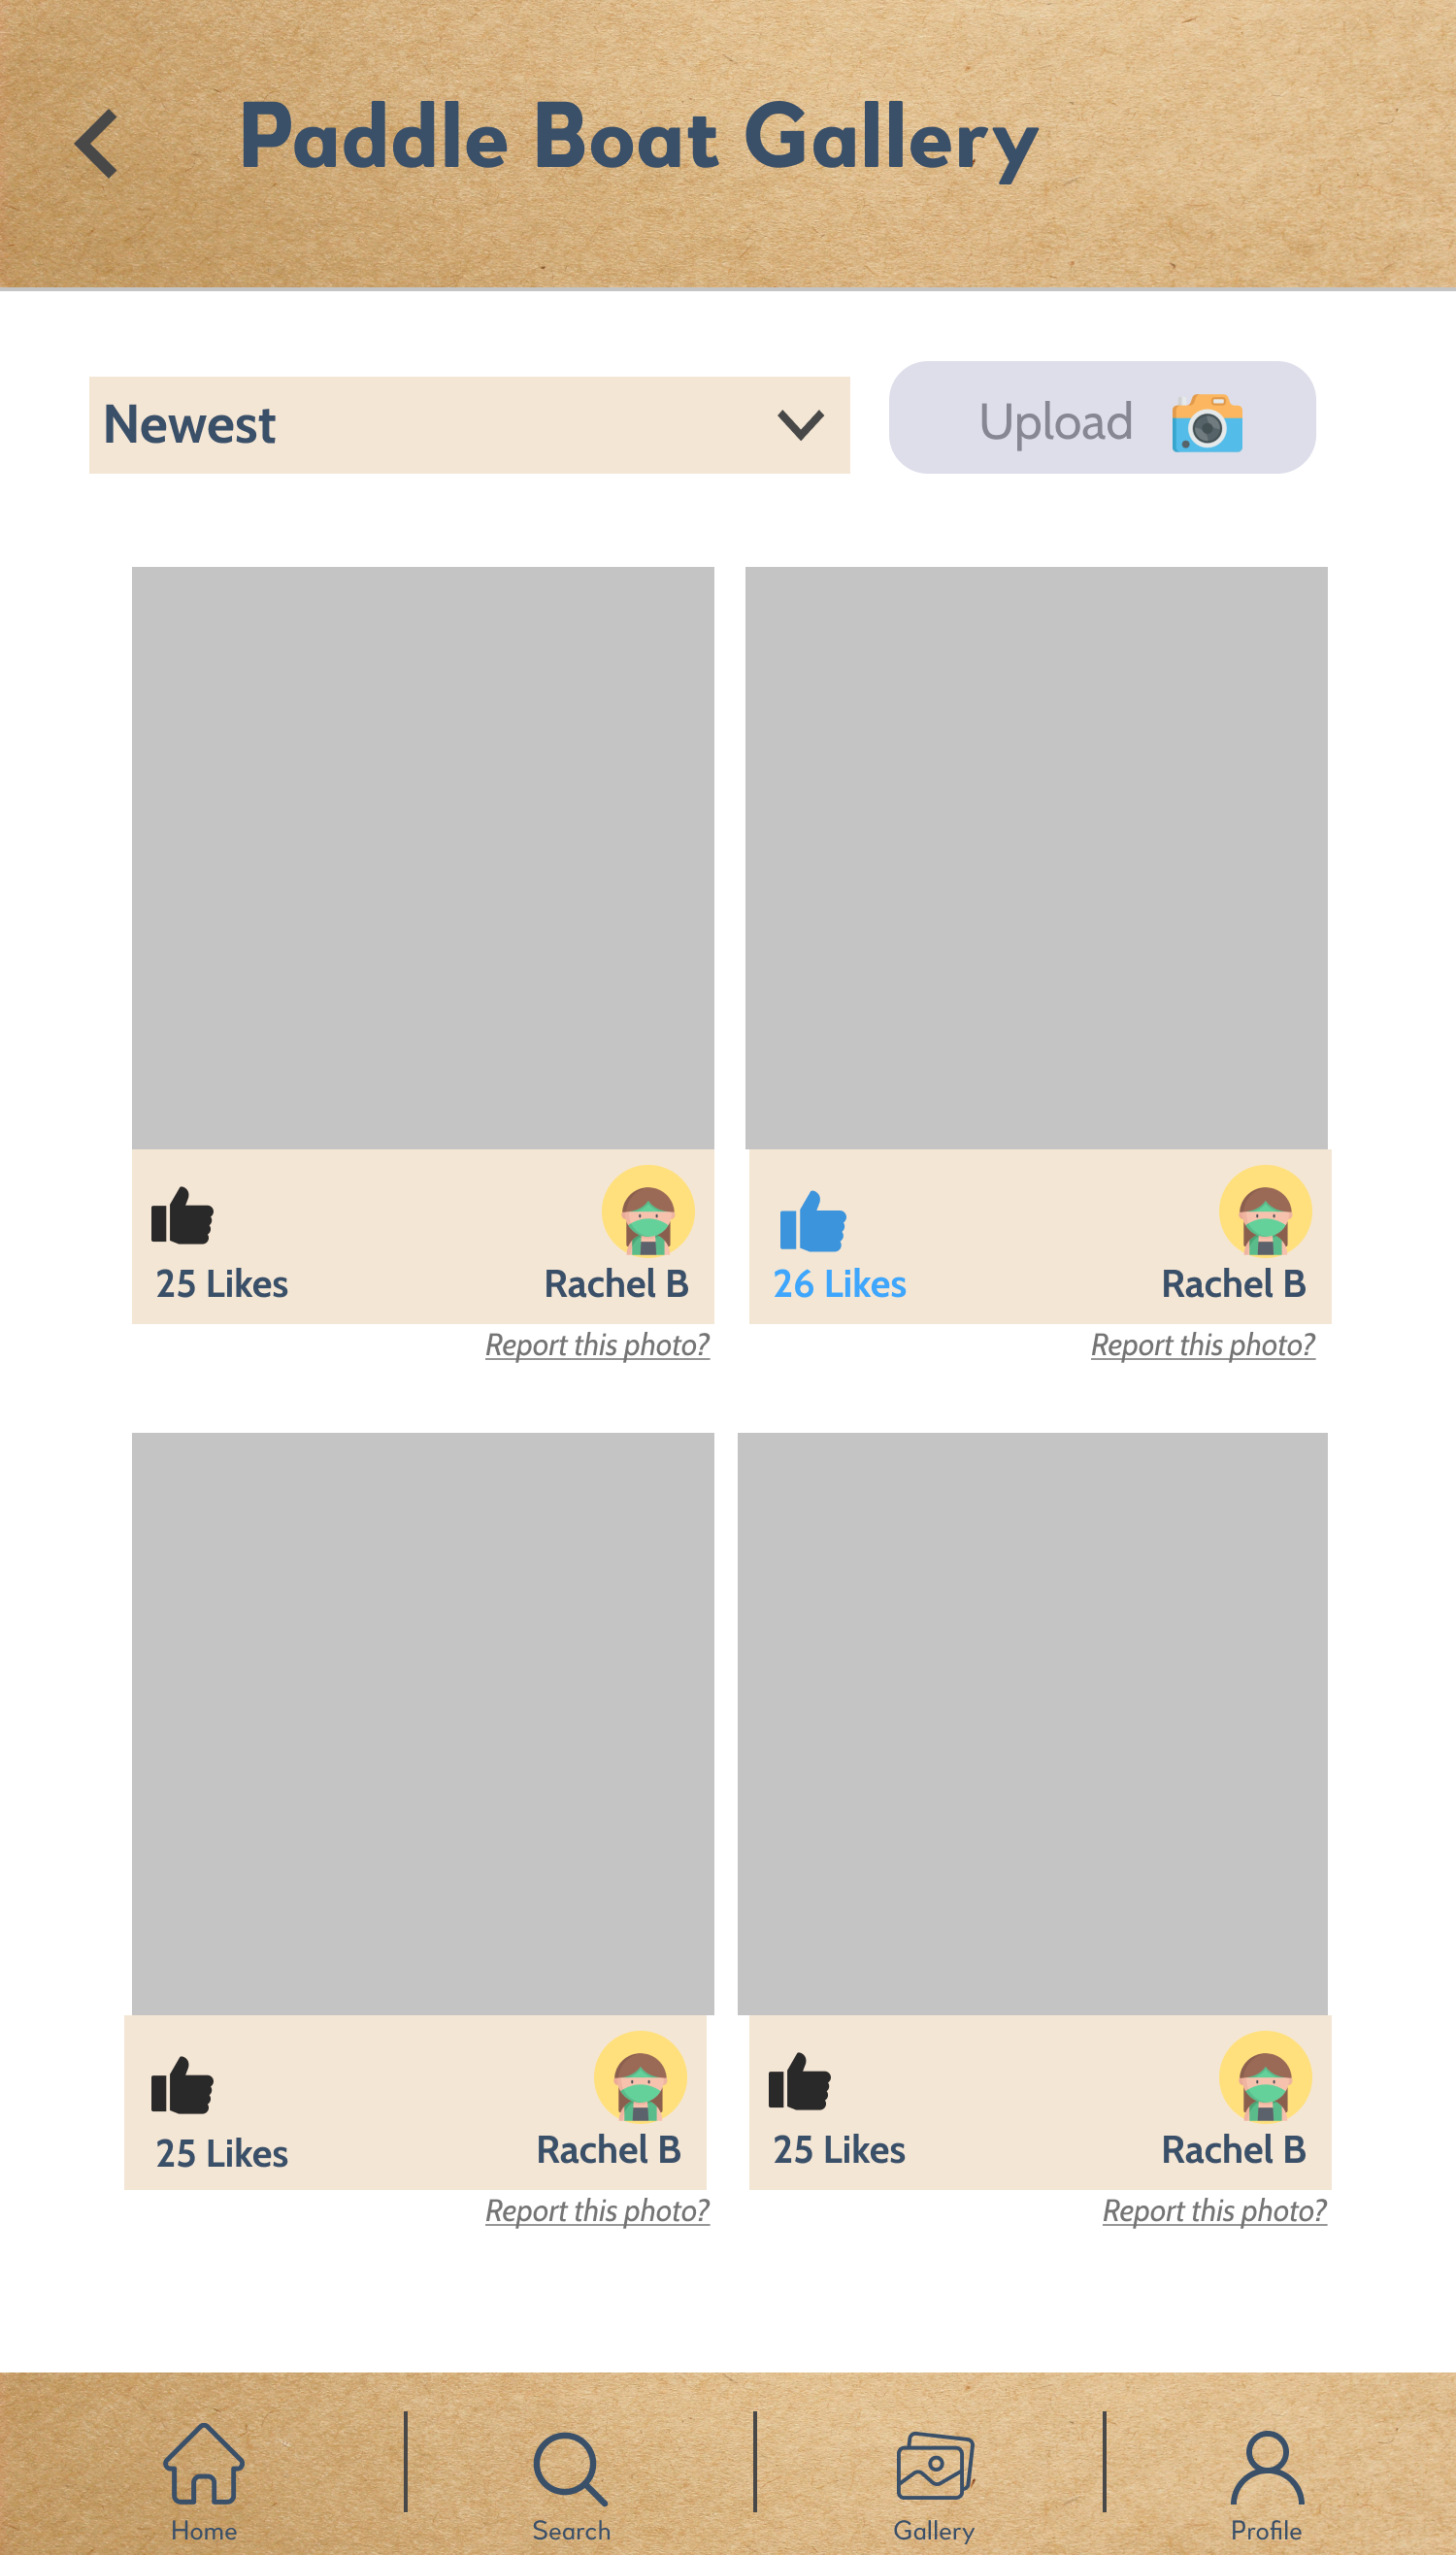 Paddle Boat Gallery
Newest
Upload
25 Likes
Rachel B
26 Likes
Rachel B
Report this photo?
Report this photo?
25 Likes
Rachel B
25 Likes
Rachel B
Report this photo?
Report this photo?
Home
Search
Gallery
Profile